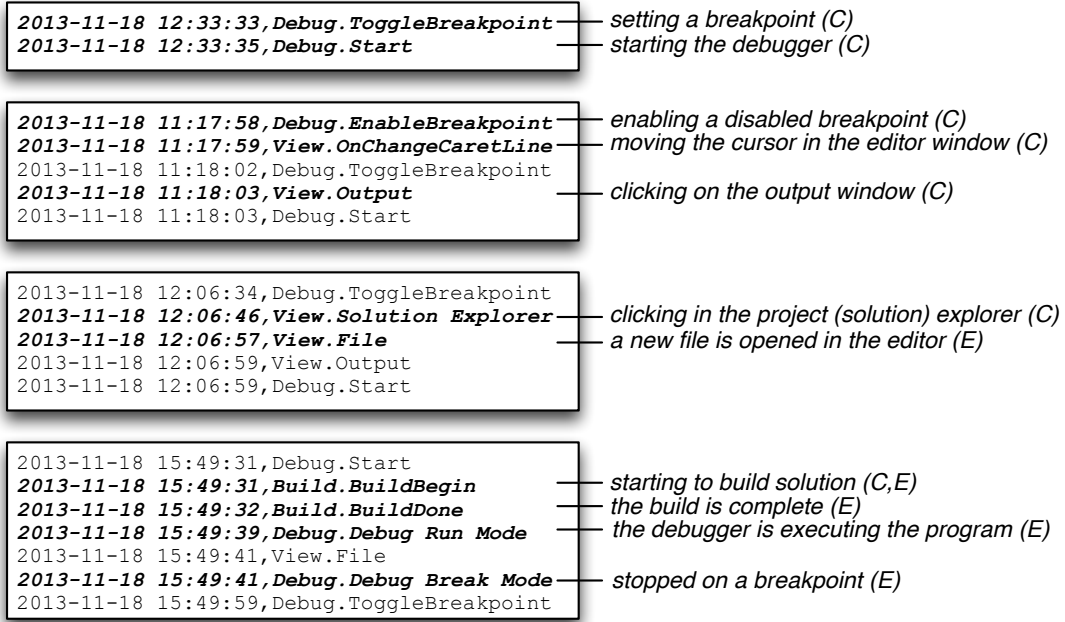 2013-11-18 12:33:33,Debug.ToggleBreakpoint setting a breakpoint (C)
2013-11-18 12:33:35,Debug.Start starting the debugger (C)
2013-11-18 11:17:58,Debug.EnableBreakpoint enabling a disabled breakpoint (C)
2013-11-18 11:17:59,View.OnChangeCaretLine moving the cursor in the editor window (C)
2013-11-18 11:18:02,Debug.ToggleBreakpoint
2013-11-18 11:18:03,View.Output clicking on the output window (C)
2013-11-18 11:18:03,Debug.Start
2013-11-18 12:06:34,Debug.ToggleBreakpoint
2013-11-18 12:06:46,View.Solution Explorer clicking in the project (solution) explorer (C)
2013-11-18 12:06:57,View.File a new file is opened in the editor (E)
2013-11-18 12:06:59,View.Output
2013-11-18 12:06:59,Debug.Start
2013-11-18 15:49:31,Debug.Start
2013-11-18 15:49:31,Build.BuildBegin starting to build solution (C,E)
2013-11-18 15:49:32,Build.BuildDone the build is complete (E)
2013-11-18 15:49:39,Debug.Debug Run Mode the debugger is executing the program (E)
2013-11-18 15:49:41,View.File
2013-11-18 15:49:41,Debug.Debug Break Mode stopped on a breakpoint (E)
2013-11-18 15:49:59,Debug.ToggleBreakpoint